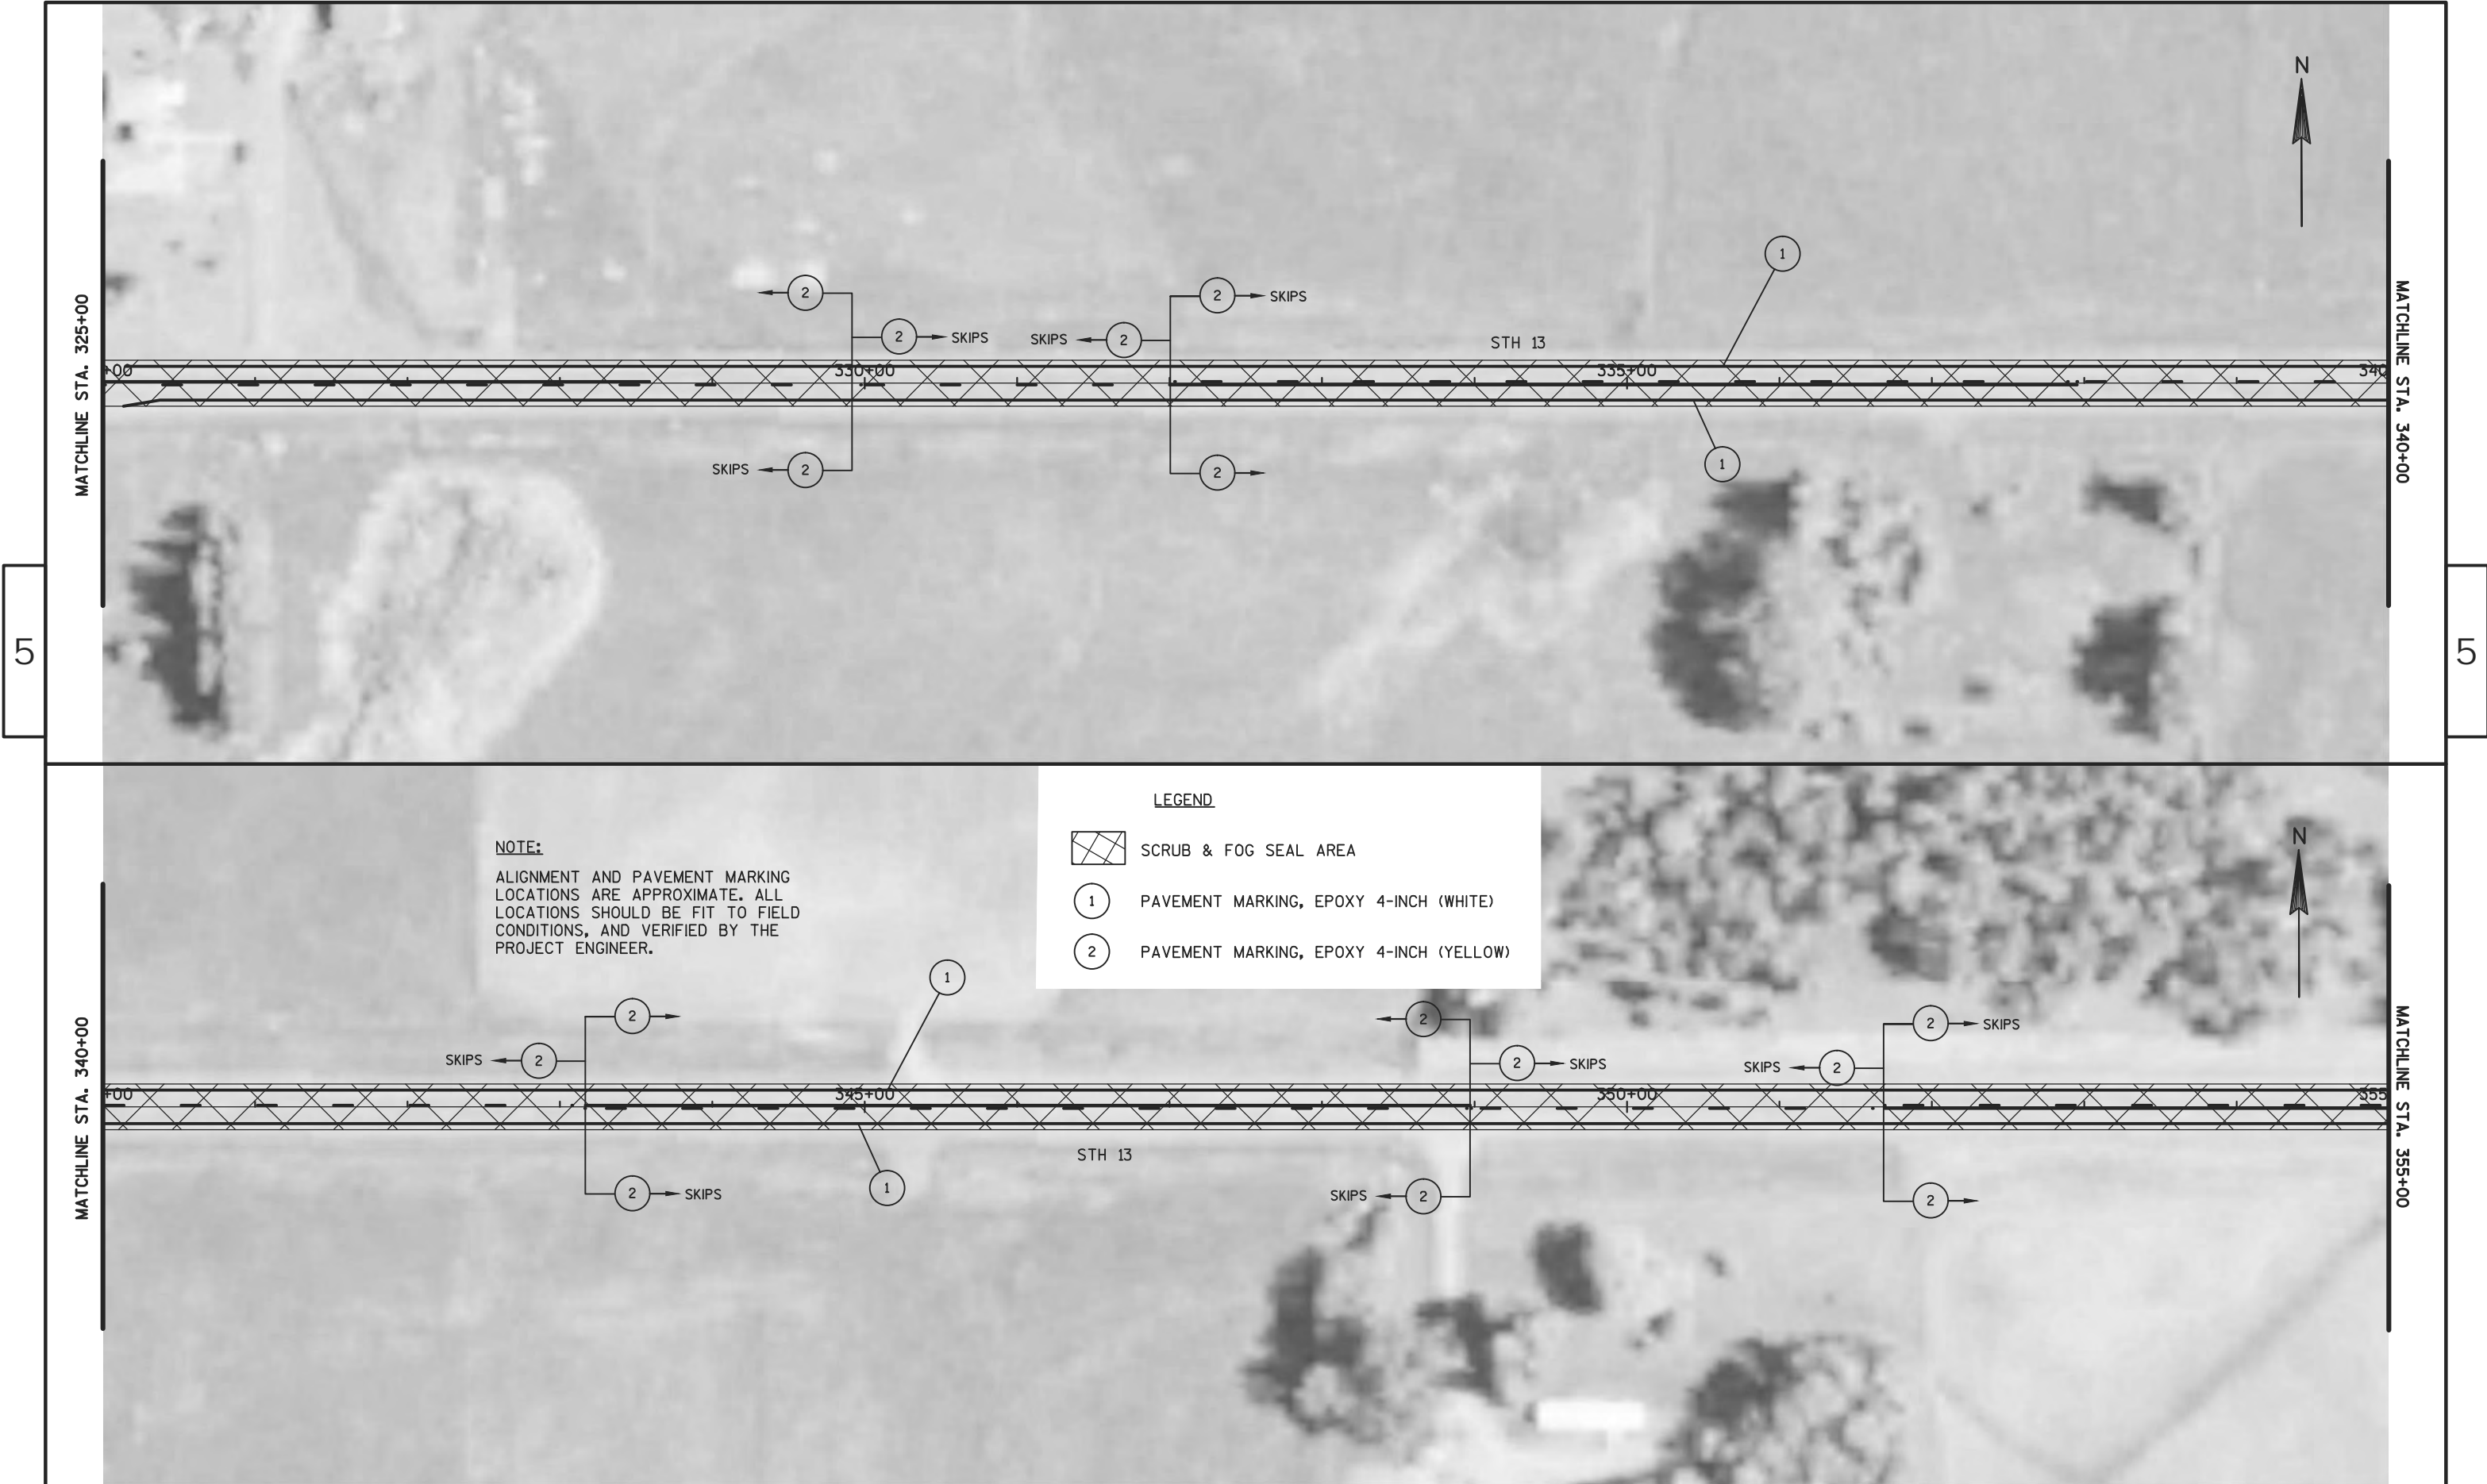 N
2
2 SKIPS
1
2 SKIPS
SKIPS 2
STH 13
MATCHLINE STA. 325+00
+00
330+00
335+00
340
MATCHLINE STA. 340+00
SKIPS 2
2
1
5
5
LEGEND
SCRUB & FOG SEAL AREA
1 PAVEMENT MARKING, EPOXY 4-INCH (WHITE)
2 PAVEMENT MARKING, EPOXY 4-INCH (YELLOW)
NOTE:
ALIGNMENT AND PAVEMENT MARKING
LOCATIONS ARE APPROXIMATE. ALL
LOCATIONS SHOULD BE FIT TO FIELD
CONDITIONS, AND VERIFIED BY THE
PROJECT ENGINEER.
N
1
2
2
2 SKIPS
SKIPS 2
2 SKIPS
SKIPS 2
MATCHLINE STA. 340+00
+00
345+00
350+00
355
MATCHLINE STA. 355+00
STH 13
2 SKIPS
1
SKIPS 2
2